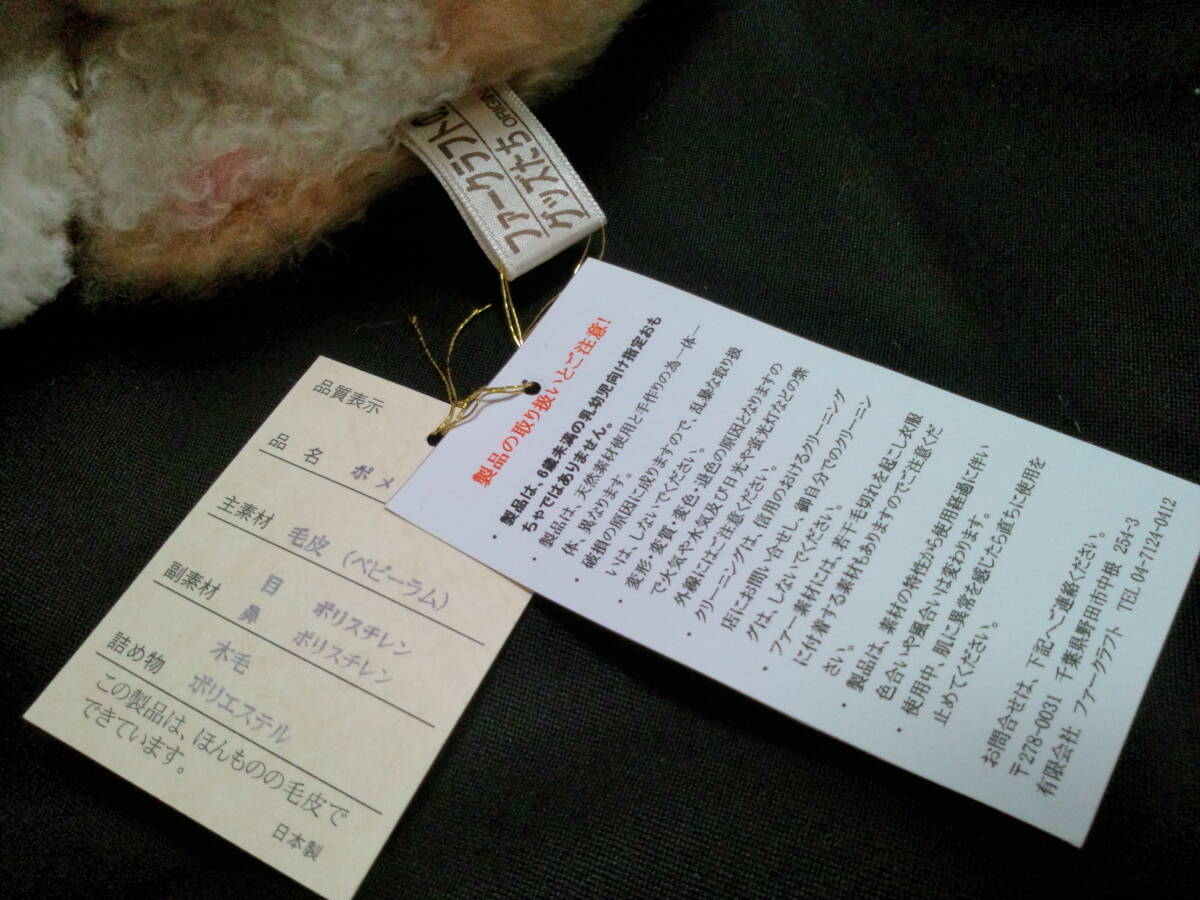 ファークラフトの
グッズたち ORIGIN
製品の取り扱いとご注意!
・ 製品は、6歳未満の乳幼児向け指定おも
ちゃではありません。
・ 製品は、天然素材使用と手作りの為一体一
体、異なります。
・ 破損の原因に成りますので、乱暴な取り扱
いは、しないでください。
・ 変形・変質・変色・退色の原因となりますの
で火気や水気及び日光や蛍光灯などの紫
外線にはご注意ください。
・ クリーニングは、信用のおけるクリーニング
店にお問い合せし、御自分でのクリーニン
グは、しないでください。
・ ファー素材には、若干毛切れを起こし衣服
に付着する素材もありますのでご注意くだ
さい。
・ 製品は、素材の特性から使用経過に伴い
色合いや風合いは変わります。
・ 使用中、肌に異常を感じたら直ちに使用を
止めてください。
お問合せは、下記へご連絡ください。
〒278-0031 千葉県野田市中根 254-3
有限会社 ファークラフト TEL 04-7124-0412
品質表示
品名 ポメ
主素材 毛皮 (ベビーラム)
副素材 目 ポリスチレン
鼻 ポリスチレン
詰め物 木毛
ポリエステル
この製品は、ほんものの毛皮で
できています。
日本製